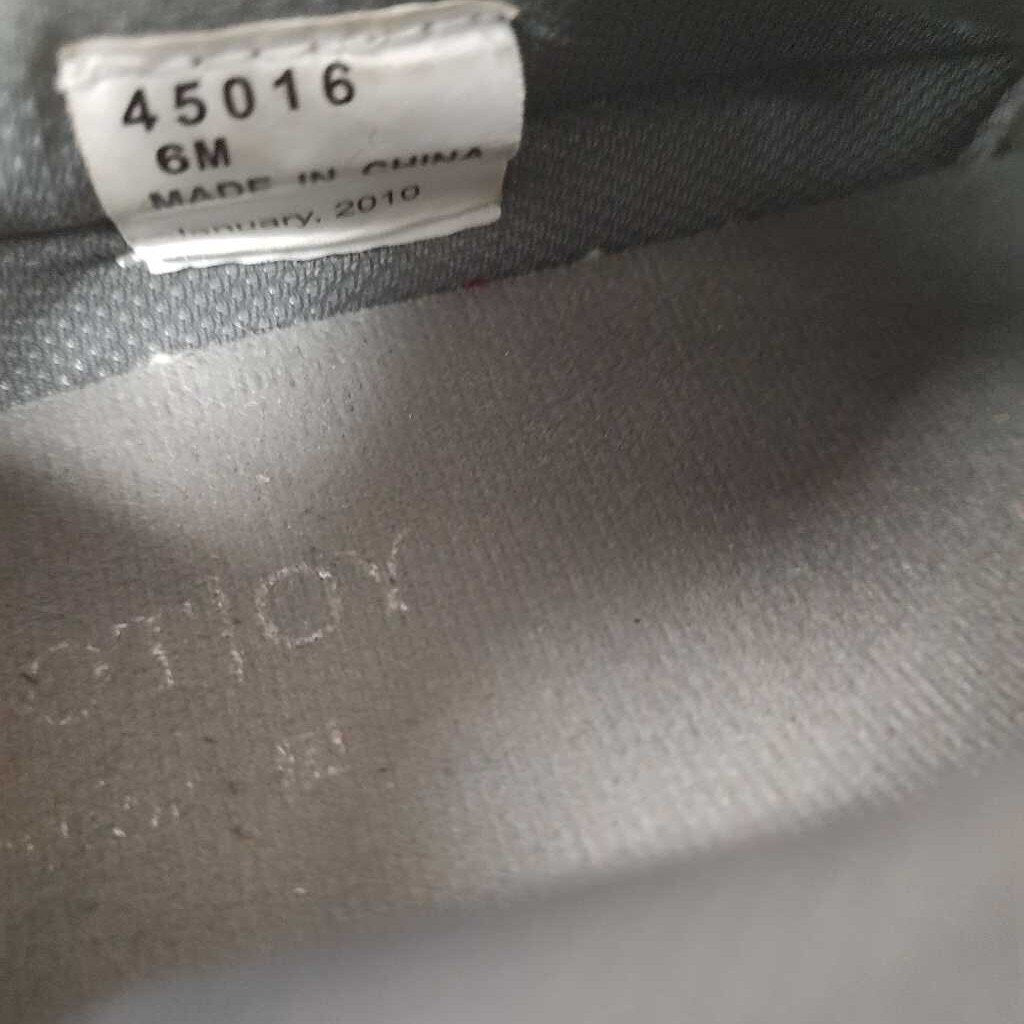 45016
6M
MADE IN CHINA
January, 2010